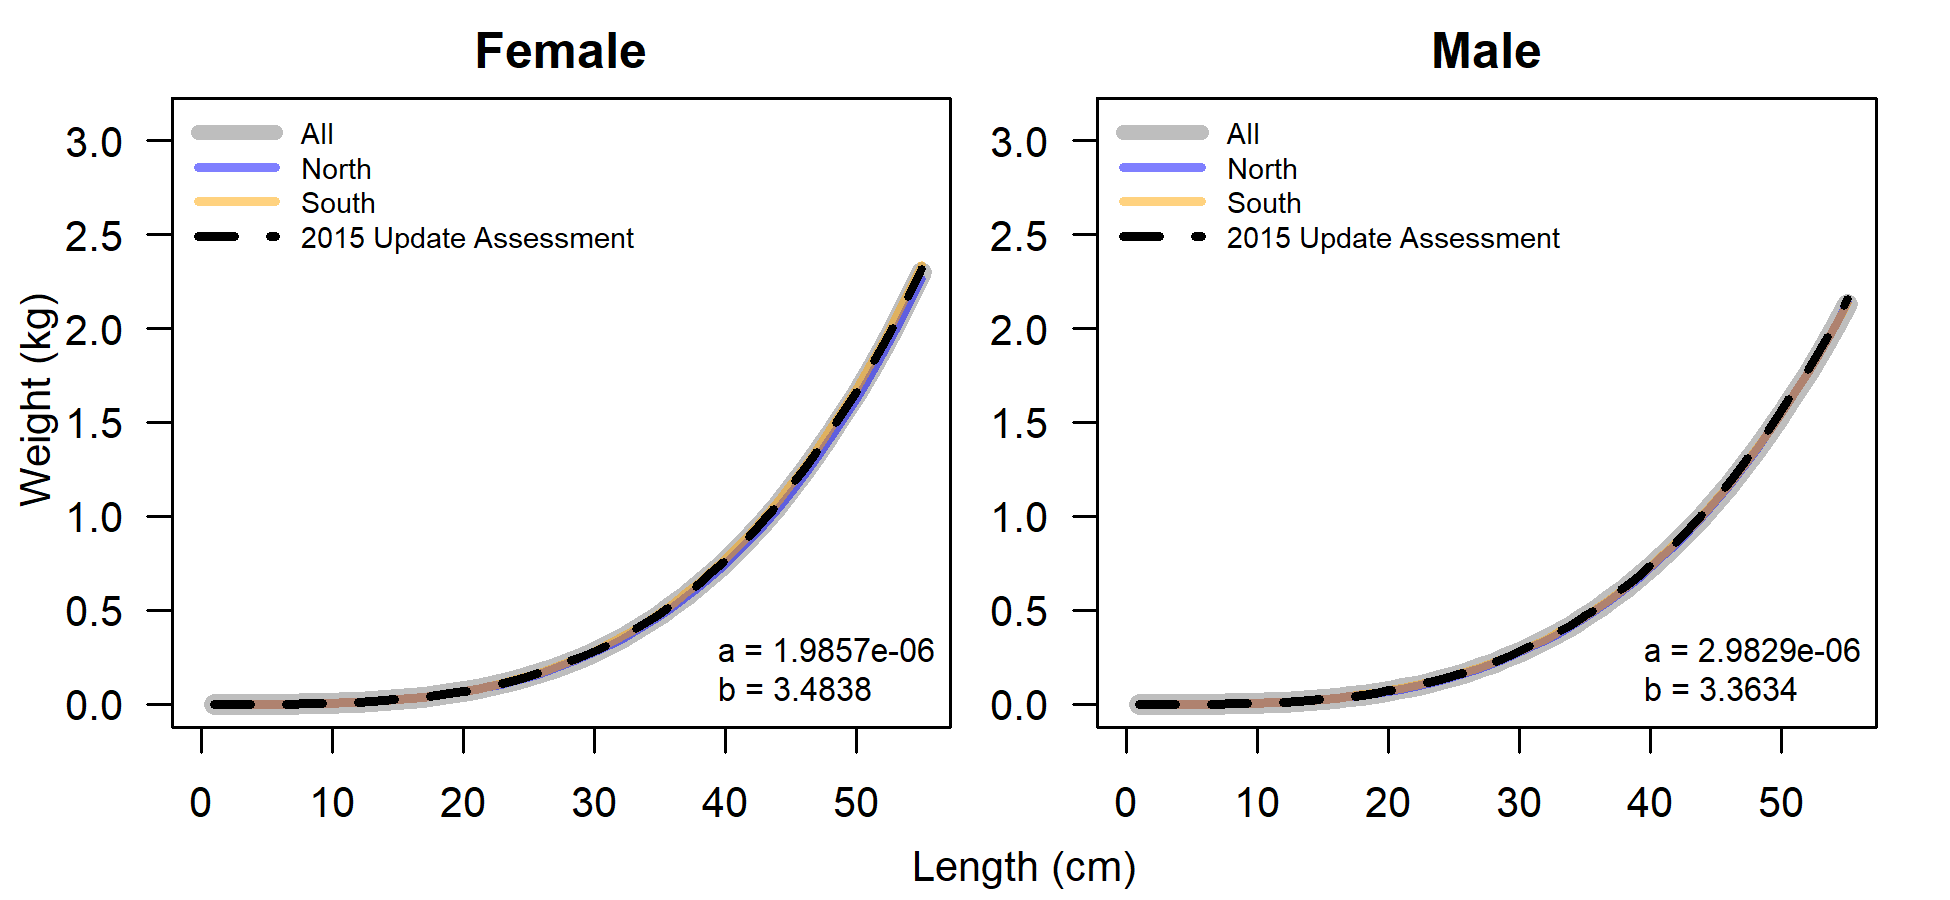 Female
All
North
South
2015 Update Assessment
3.0
2.5
2.0
1.5
1.0
0.5
0.0
Weight (kg)
a = 1.9857e-06
b = 3.4838
0 10 20 30 40 50
Male
All
North
South
2015 Update Assessment
3.0
2.5
2.0
1.5
1.0
0.5
0.0
a = 2.9829e-06
b = 3.3634
0 10 20 30 40 50
Length (cm)